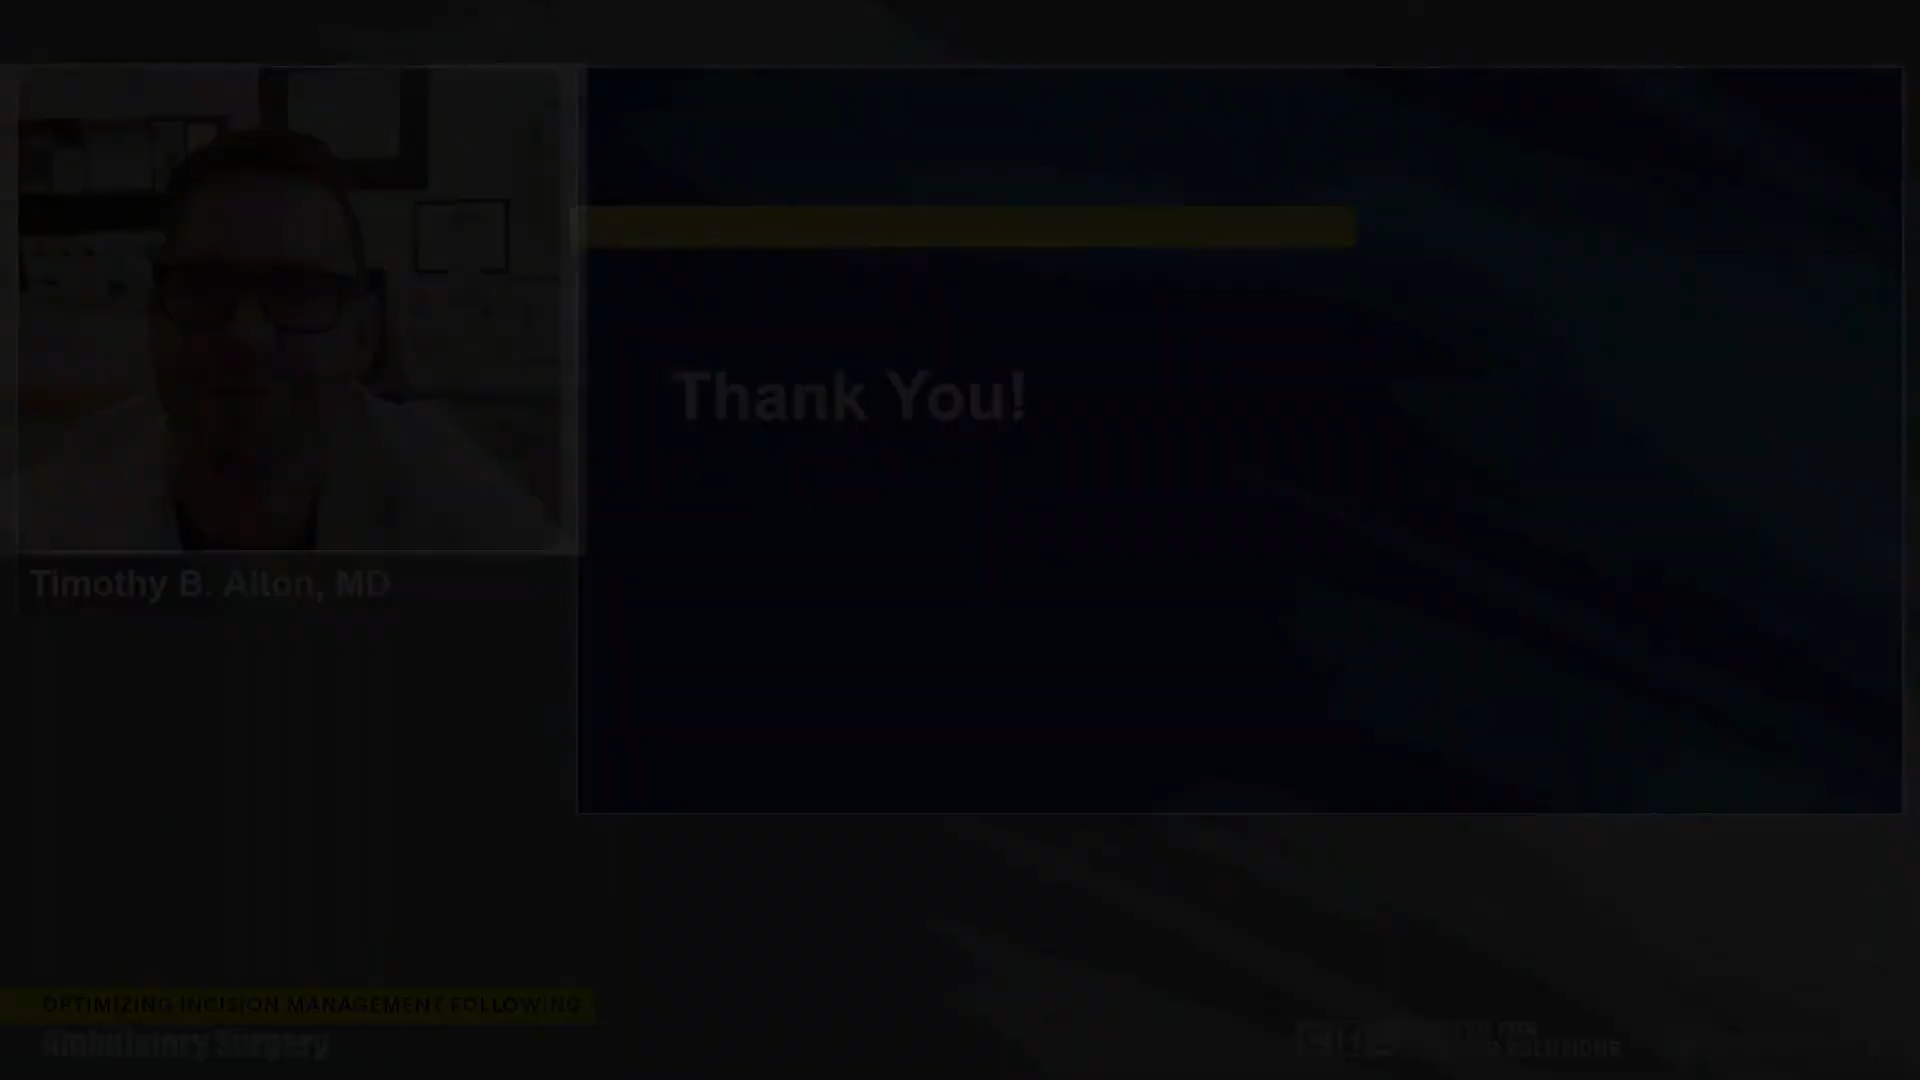 Thank You!
Timothy B. Alton, MD
OPTIMIZING INCISION MANAGEMENT FOLLOWING
Ambulatory Surgery